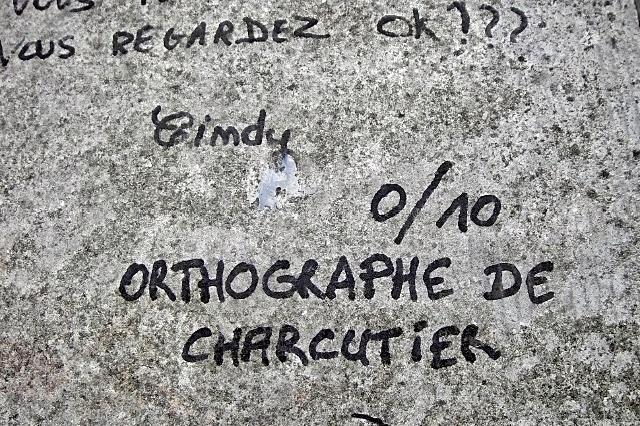 VOUS REGARDEZ OK !???
Cimdy
0/10
ORTHOGRAPHE DE
CHARCUTIER